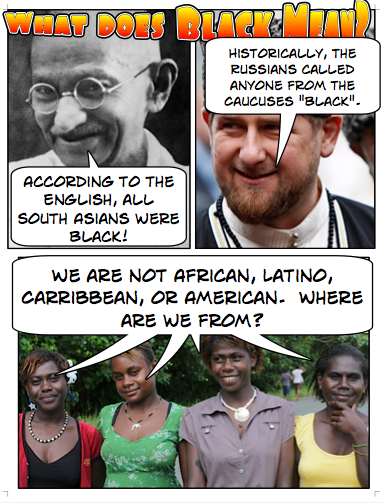 WHAT DOES BLACK MEAN?
HISTORICALLY, THE
RUSSIANS CALLED
ANYONE FROM THE
CAUCUSES "BLACK".
ACCORDING TO THE
ENGLISH, ALL
SOUTH ASIANS WERE
BLACK!
WE ARE NOT AFRICAN, LATINO,
CARRIBBEAN, OR AMERICAN. WHERE
ARE WE FROM?